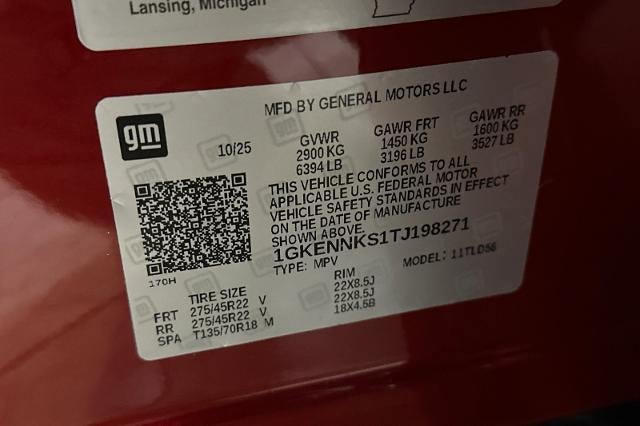 Lansing, Michigan
MFD BY GENERAL MOTORS LLC
gm
10/25
GVWR GAWR FRT GAWR RR
2900 KG 1450 KG 1600 KG
6394 LB 3196 LB 3527 LB
THIS VEHICLE CONFORMS TO ALL
APPLICABLE U.S. FEDERAL MOTOR
VEHICLE SAFETY STANDARDS IN EFFECT
ON THE DATE OF MANUFACTURE
SHOWN ABOVE.
1GKENNKS1TJ198271
TYPE: MPV MODEL: 11TLD56
170H
TIRE SIZE RIM
FRT 275/45R22 V 22X8.5J
RR 275/45R22 V 22X8.5J
SPA T135/70R18 M 18X4.5B